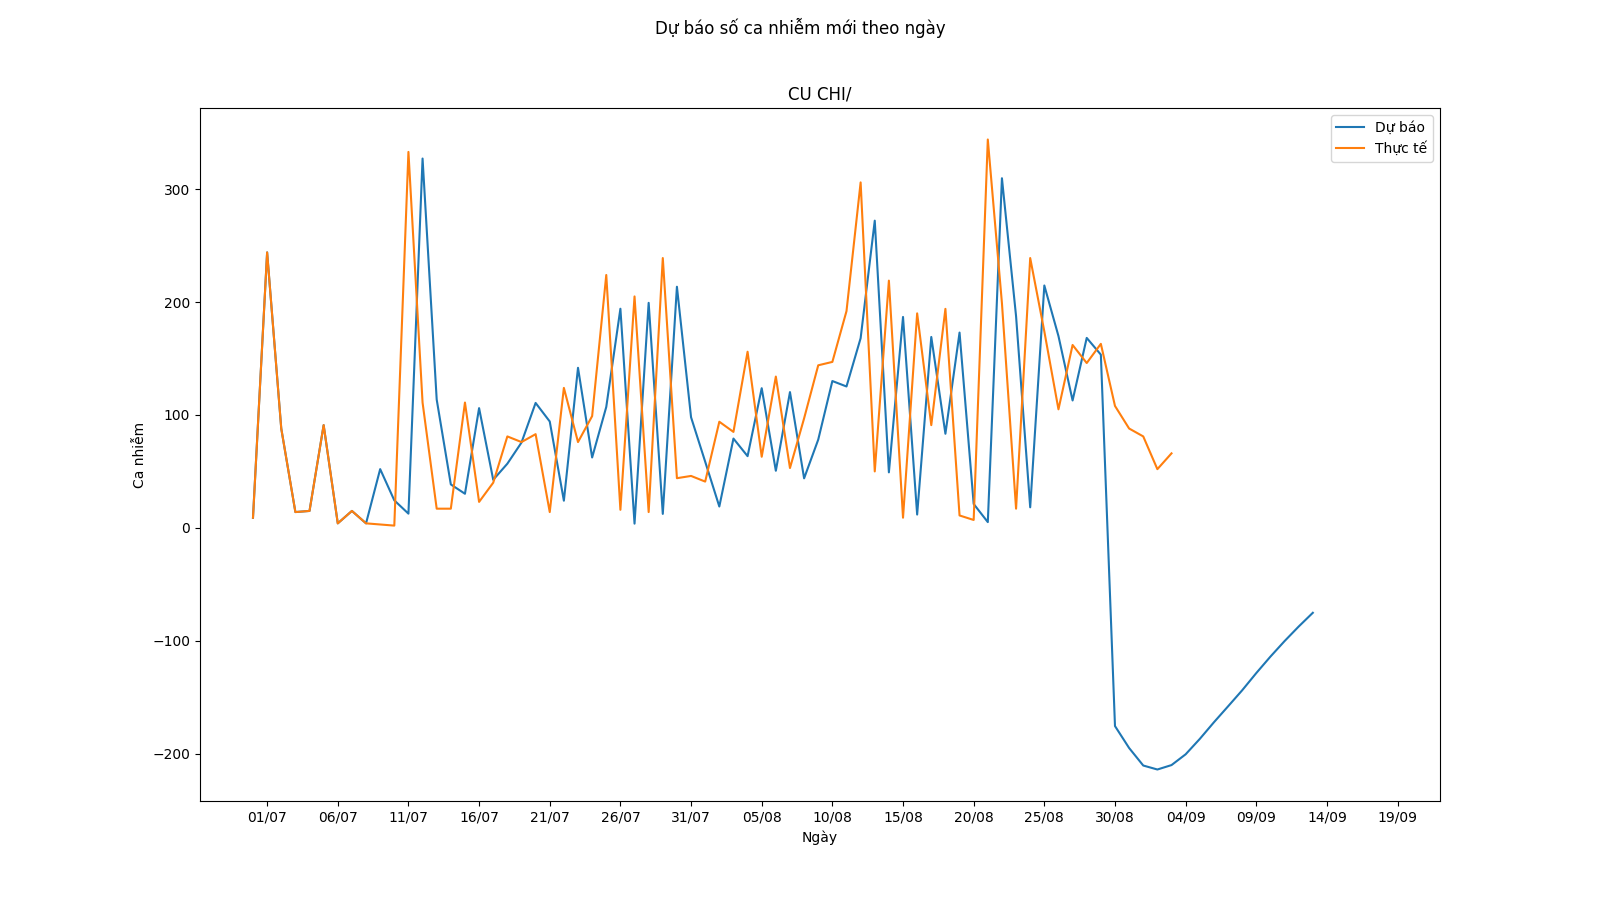 Dự báo số ca nhiễm mới theo ngày
CU CHI/
Dự báo
Thực tế
Ca nhiễm
300
200
100
0
−100
−200
01/07 06/07 11/07 16/07 21/07 26/07 31/07 05/08 10/08 15/08 20/08 25/08 30/08 04/09 09/09 14/09 19/09
Ngày